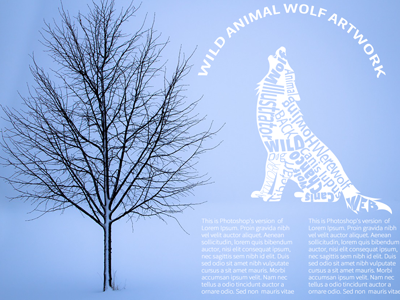 WILD ANIMAL WOLF ARTWORK
animal
Illustrator
werewolf
WILD
This is Photoshop's version of
Lorem Ipsum. Proin gravida nibh
vel velit auctor aliquet. Aenean
sollicitudin, lorem quis bibendum
auctor, nisi elit consequat ipsum,
nec sagittis sem nibh id elit. Duis
sed odio sit amet nibh vulputate
cursus a sit amet mauris. Morbi
accumsan ipsum velit. Nam nec
tellus a odio tincidunt auctor a
ornare odio. Sed non mauris vitae
This is Photoshop's version of
Lorem Ipsum. Proin gravida nibh
vel velit auctor aliquet. Aenean
sollicitudin, lorem quis bibendum
auctor, nisi elit consequat ipsum,
nec sagittis sem nibh id elit. Duis
sed odio sit amet nibh vulputate
cursus a sit amet mauris. Morbi
accumsan ipsum velit. Nam nec
tellus a odio tincidunt auctor a
ornare odio. Sed non mauris vitae